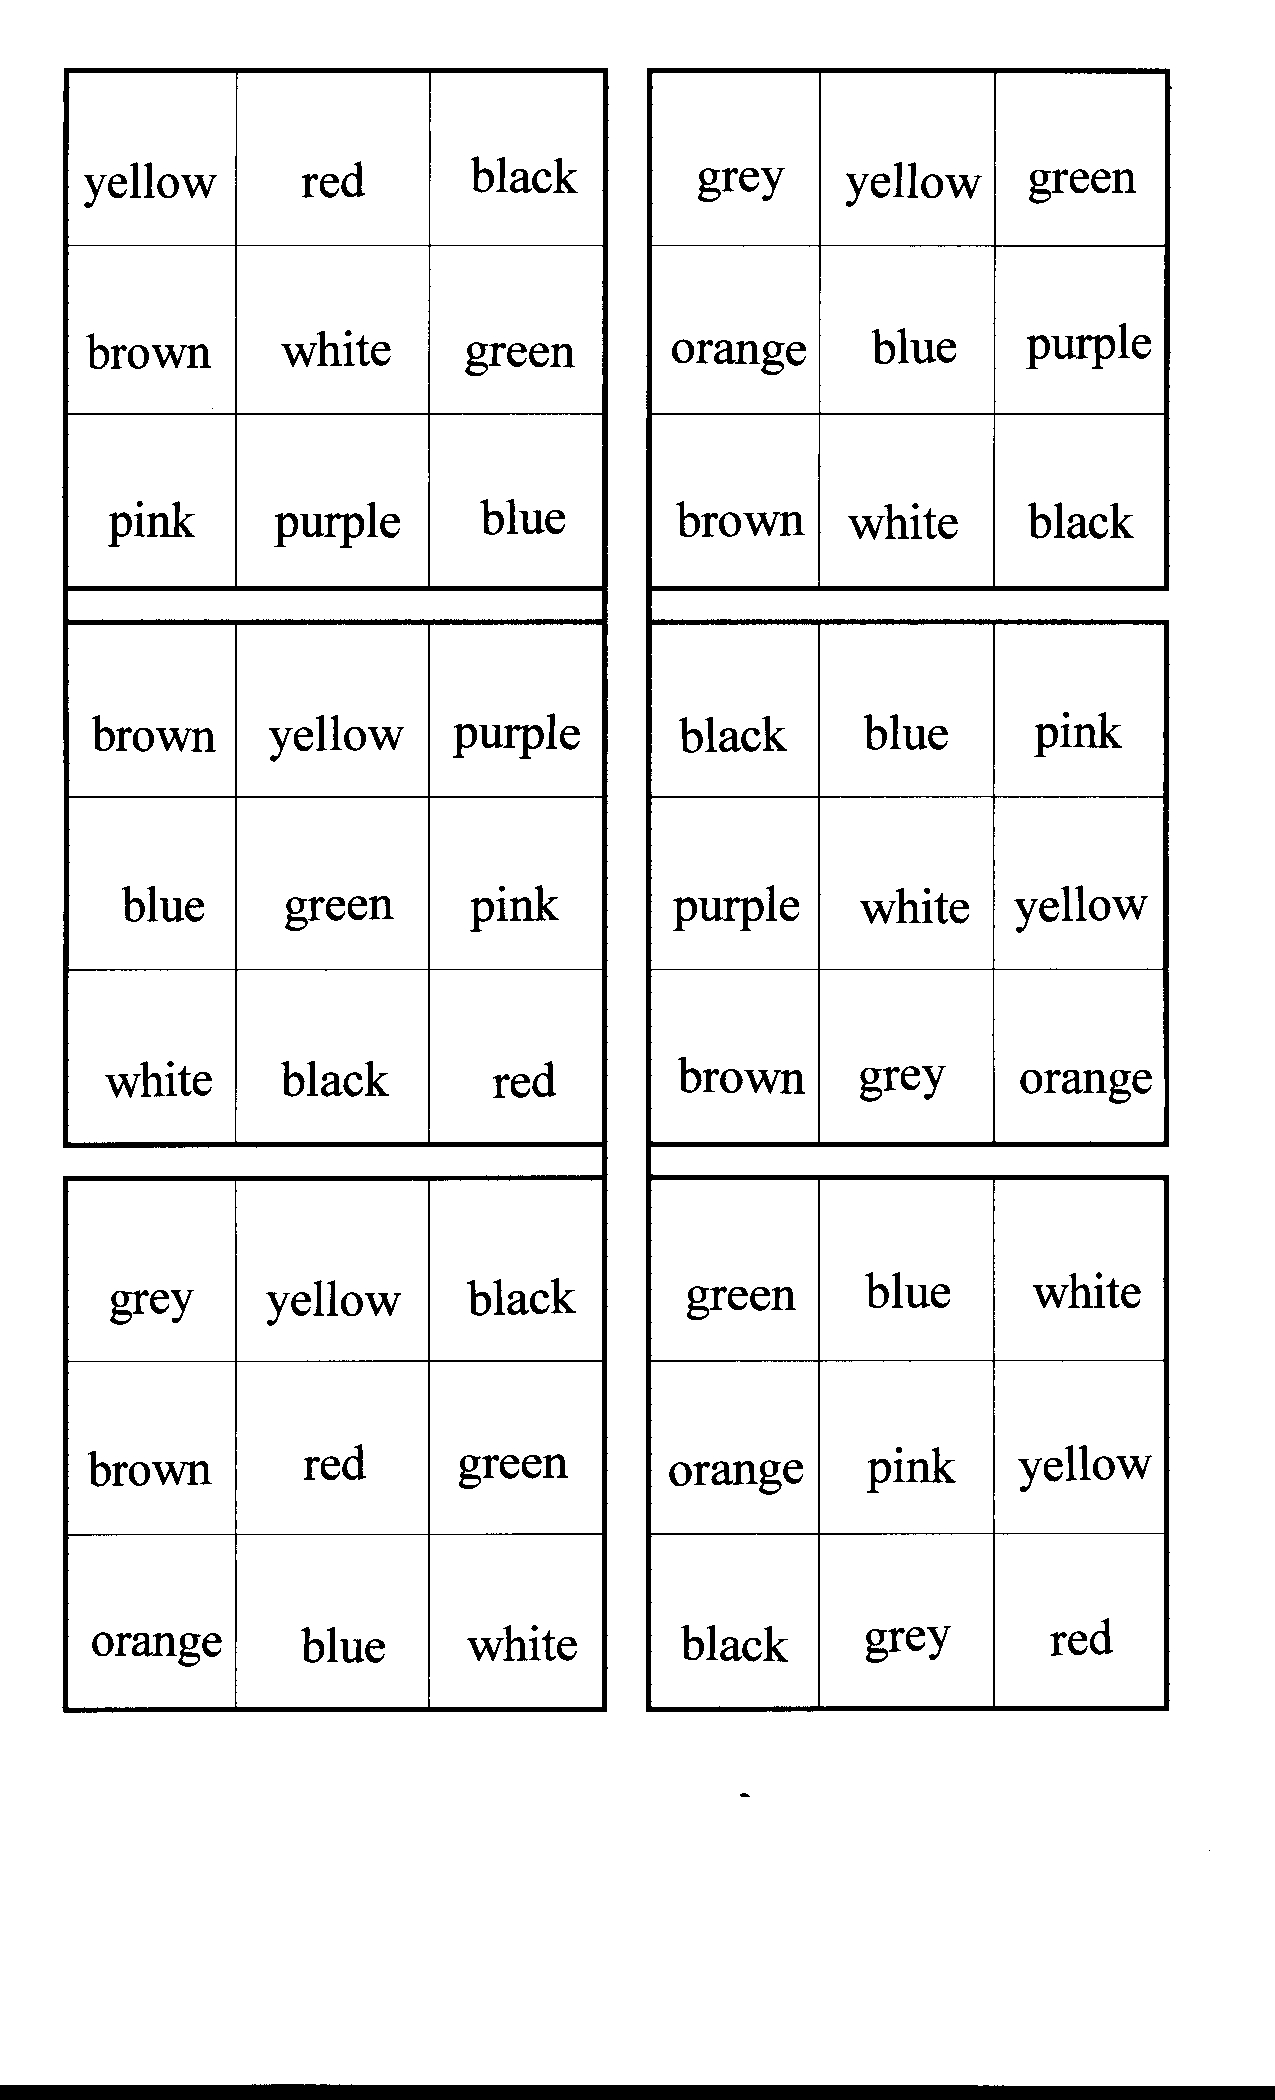 yellow red black
brown white green
pink purple blue
grey yellow green
orange blue purple
brown white black
brown yellow purple
blue green pink
white black red
black blue pink
purple white yellow
brown grey orange
grey yellow black
brown red green
orange blue white
green blue white
orange pink yellow
black grey red